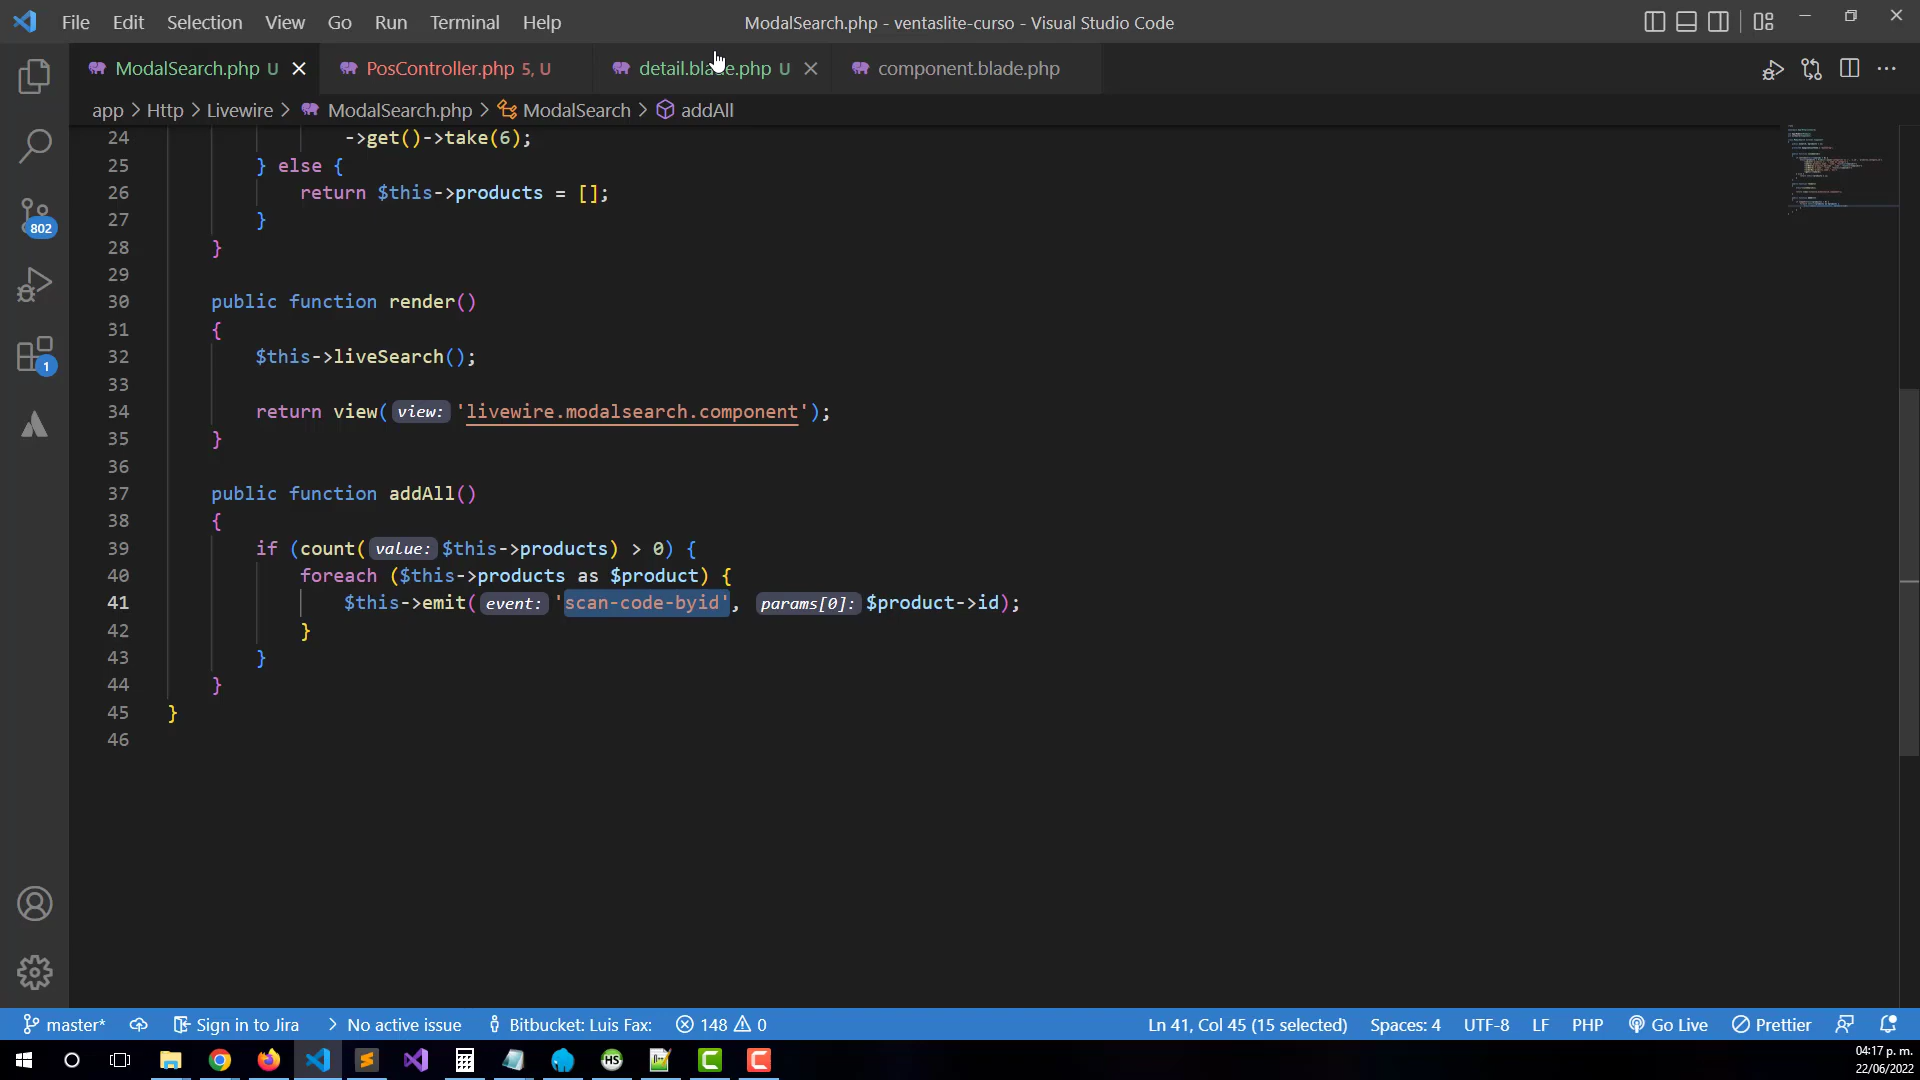 File Edit Selection View Go Run Terminal Help
ModalSearch.php - ventaslite-curso - Visual Studio Code
ModalSearch.php U
PosController.php 5, U
detail.blade.php U
component.blade.php
app > Http > Livewire > ModalSearch.php > ModalSearch > addAll
24 ->get()->take(6);
25 } else {
26 return $this->products = [];
27 }
28 }
29
30 public function render()
31 {
32 $this->liveSearch();
33
34 return view( view: 'livewire.modalsearch.component');
35 }
36
37 public function addAll()
38 {
39 if (count( value: $this->products) > 0) {
40 foreach ($this->products as $product) {
41 $this->emit( event: 'scan-code-byid', params[0]: $product->id);
42 }
43 }
44 }
45 }
46
802
1
master* Sign in to Jira > No active issue Bitbucket: Luis Fax: 148 0 Ln 41, Col 45 (15 selected) Spaces: 4 UTF-8 LF PHP Go Live Prettier
HS
04:17 p. m.
22/06/2022